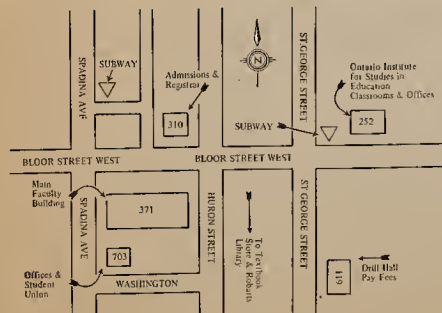 SPADINA AVE
SUBWAY
Admissions &
Registrar
310
N
ST. GEORGE STREET
SUBWAY
Ontario Institute
for Studies in
Education
Classrooms & Offices
252
BLOOR STREET WEST
BLOOR STREET WEST
Main
Faculty
Building
SPADINA AVE
371
703
Offices &
Student
Union
WASHINGTON
HURON STREET
To Textbook
Store & Robarts
Library
ST. GEORGE STREET
119
Drill Hall
Pay Fees